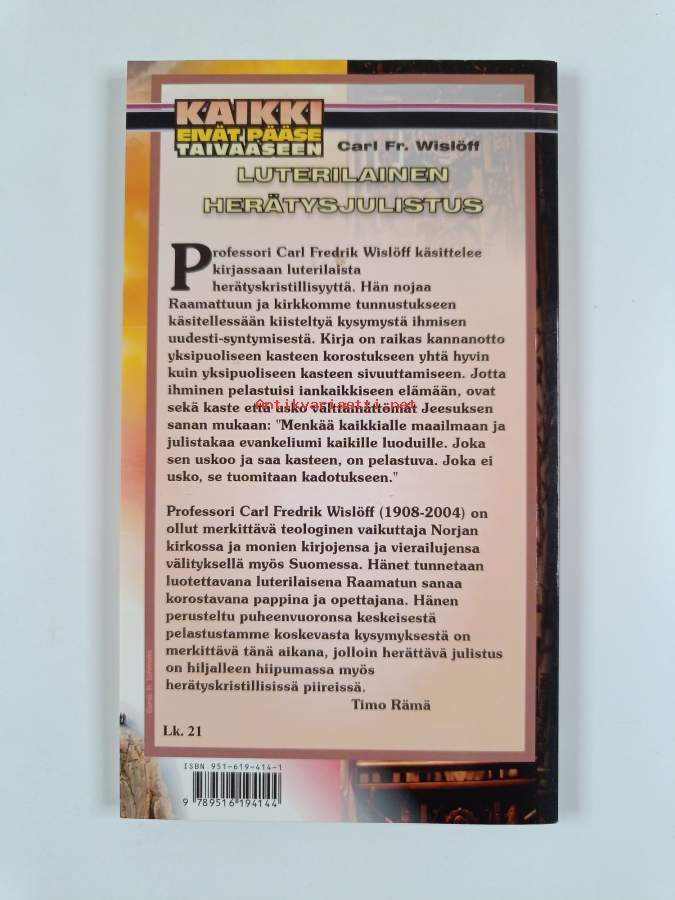 KAIKKI
EIVÄT PÄÄSE
TAIVAASEEN
Carl Fr. Wislöff
LUTERILAINEN
HERÄTYSJULISTUS
Professori Carl Fredrik Wislöff käsittelee
kirjassaan luterilaista
herätyskristillisyyttä. Hän nojaa
Raamattuun ja kirkkomme tunnustukseen
käsitellessään kiisteltyä kysymystä ihmisen
uudesti-syntymisestä. Kirja on raikas kannanotto
yksipuoliseen kasteen korostukseen yhtä hyvin
kuin yksipuoliseen kasteen sivuuttamiseen. Jotta
ihminen pelastuisi iankaikkiseen elämään, ovat
Antikvariaatti.net
sekä kaste että usko välttämättömät Jeesuksen
sanan mukaan: "Menkää kaikkialle maailmaan ja
julistakaa evankeliumi kaikille luoduille. Joka
sen uskoo ja saa kasteen, on pelastuva. Joka ei
usko, se tuomitaan kadotukseen."
Professori Carl Fredrik Wislöff (1908-2004) on
ollut merkittävä teologinen vaikuttaja Norjan
kirkossa ja monien kirjojensa ja vierailujensa
välityksellä myös Suomessa. Hänet tunnetaan
luotettavana luterilaisena Raamatun sanaa
korostavana pappina ja opettajana. Hänen
perusteltu puheenvuoronsa keskeisestä
pelastustamme koskevasta kysymyksestä on
merkittävä tänä aikana, jolloin herättävä julistus
on hiljalleen hiipumassa myös
herätyskristillisissä piireissä.
Timo Rämä
Lk. 21
ISBN 951-619-414-1
9 789516 194144